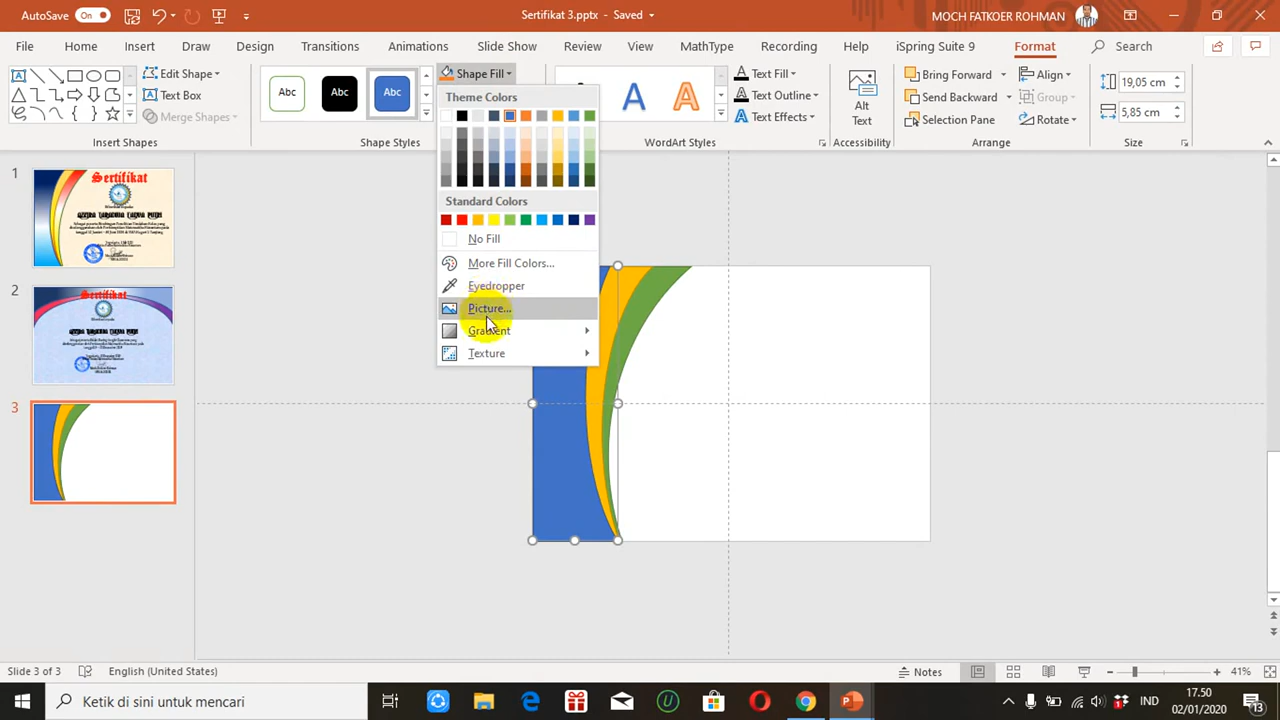 AutoSave On
Sertifikat 3.pptx - Saved
MOCH FATKOER ROHMAN
File Home Insert Draw Design Transitions Animations Slide Show Review View MathType Recording Help iSpring Suite 9 Format Search
Edit Shape
Text Box
Merge Shapes
Insert Shapes
Abc Abc Abc
Shape Styles
Shape Fill
A A
Text Fill
Text Outline
Text Effects
WordArt Styles
Alt
Text
Accessibility
Bring Forward
Send Backward
Selection Pane
Align
Group
Rotate
Arrange
19,05 cm
5,85 cm
Size
Theme Colors
Standard Colors
No Fill
More Fill Colors...
Eyedropper
Picture...
Gradient
Texture
1
Sertifikat
2
Sertifikat
3
Slide 3 of 3
English (United States)
Notes
41%
Ketik di sini untuk mencari
IND
17.50
02/01/2020
13